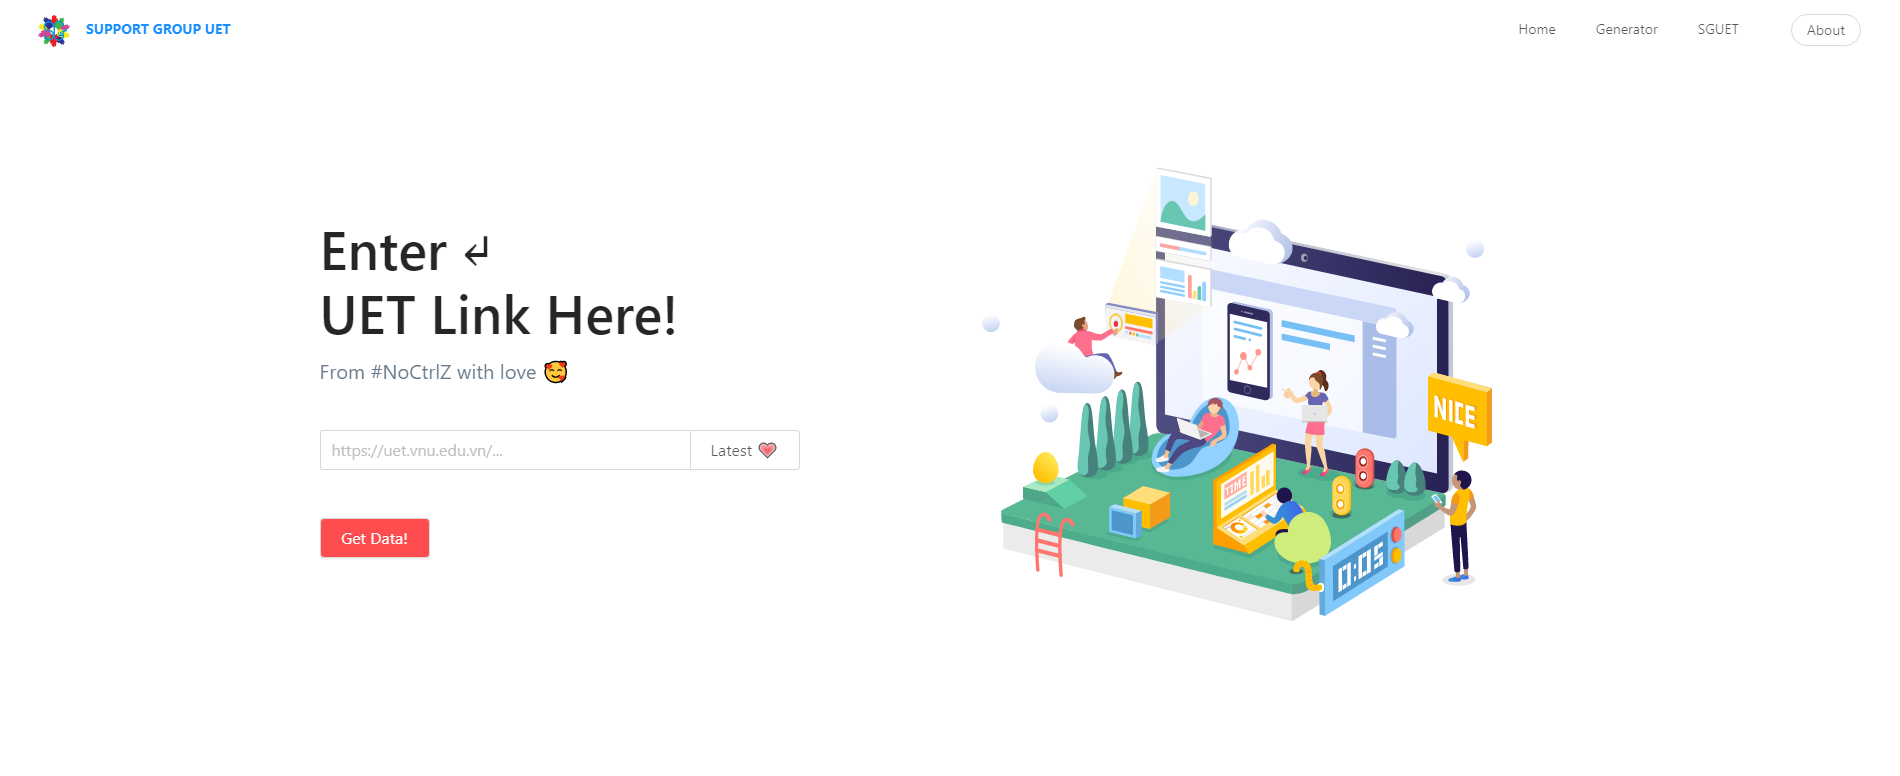 SUPPORT GROUP UET
Home
Generator
SGUET
About
Enter ↵
UET Link Here!
From #NoCtrlZ with love 🥰
https://uet.vnu.edu.vn/...
Latest 💗
Get Data!
NICE
TIME
0:05